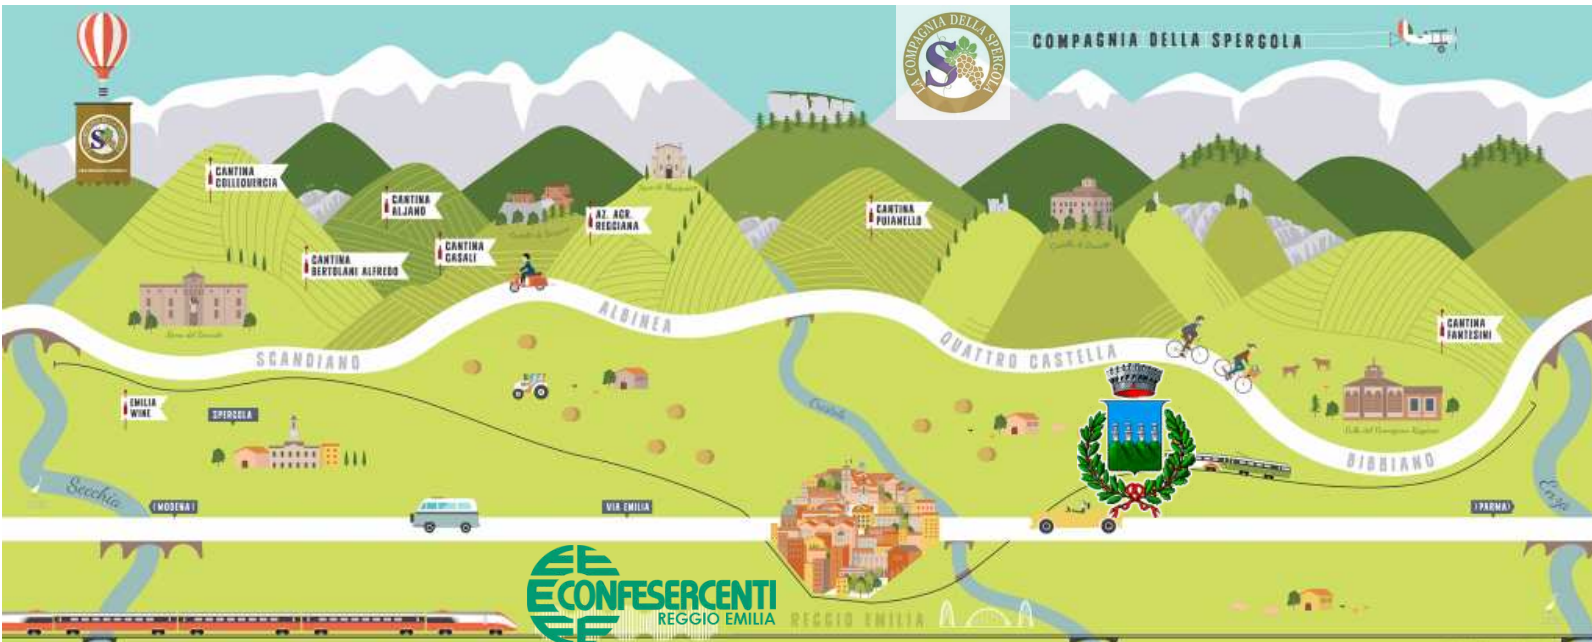 LA COMPAGNIA DELLA SPERGOLA
S
COMPAGNIA DELLA SPERGOLA
S
CANTINA
COLLEQUERCIA
CANTINA
ALJANO
CANTINA
BERTOLANI ALFREDO
CANTINA
CASALI
AZ. AGR.
REGGIANA
CANTINA
PUIANELLO
CANTINA
FANTESINI
SCANDIANO
ALBINEA
QUATTRO CASTELLA
BIBBIANO
EMILIA
WINE
SPERGOLA
Secchia
Crostolo
Enza
MODENA
VIA EMILIA
PARMA
CONFESERCENTI
REGGIO EMILIA
REGGIO EMILIA